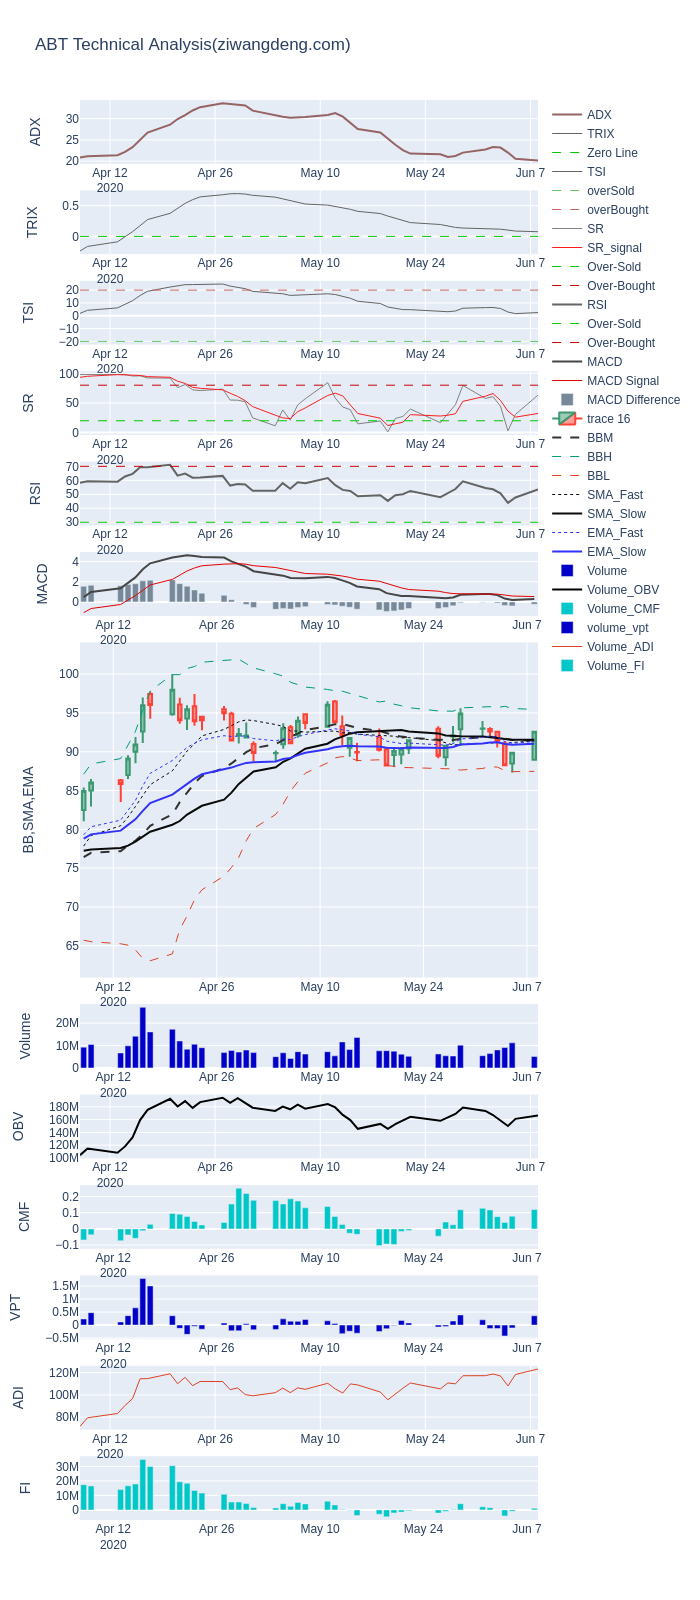 ABT Technical Analysis(ziwangdeng.com)
ADX
30
25
20
Apr 12
2020
Apr 26
May 10
May 24
Jun 7
TRIX
0.5
0
Apr 12
2020
Apr 26
May 10
May 24
Jun 7
TSI
20
10
0
−10
−20
Apr 12
2020
Apr 26
May 10
May 24
Jun 7
SR
100
50
0
Apr 12
2020
Apr 26
May 10
May 24
Jun 7
RSI
70
60
50
40
30
Apr 12
2020
Apr 26
May 10
May 24
Jun 7
MACD
4
2
0
Apr 12
2020
Apr 26
May 10
May 24
Jun 7
BB,SMA,EMA
100
95
90
85
80
75
70
65
Apr 12
2020
Apr 26
May 10
May 24
Jun 7
Volume
20M
10M
0
Apr 12
2020
Apr 26
May 10
May 24
Jun 7
OBV
180M
160M
140M
120M
100M
Apr 12
2020
Apr 26
May 10
May 24
Jun 7
CMF
0.2
0.1
0
−0.1
Apr 12
2020
Apr 26
May 10
May 24
Jun 7
VPT
1.5M
1M
0.5M
0
−0.5M
Apr 12
2020
Apr 26
May 10
May 24
Jun 7
ADI
120M
100M
80M
Apr 12
2020
Apr 26
May 10
May 24
Jun 7
FI
30M
20M
10M
0
Apr 12
2020
Apr 26
May 10
May 24
Jun 7
ADX
TRIX
Zero Line
TSI
overSold
overBought
SR
SR_signal
Over-Sold
Over-Bought
RSI
Over-Sold
Over-Bought
MACD
MACD Signal
MACD Difference
trace 16
BBM
BBH
BBL
SMA_Fast
SMA_Slow
EMA_Fast
EMA_Slow
Volume
Volume_OBV
Volume_CMF
volume_vpt
Volume_ADI
Volume_FI